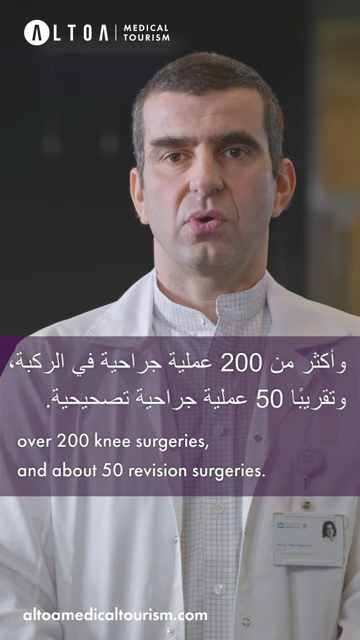 ALTOA
MEDICAL
TOURISM
وأكثر من 200 عملية جراحية في الركبة،
وتقريبًا 50 عملية جراحية تصحيحية.
over 200 knee surgeries,
and about 50 revision surgeries.
altoamedicaltourism.com